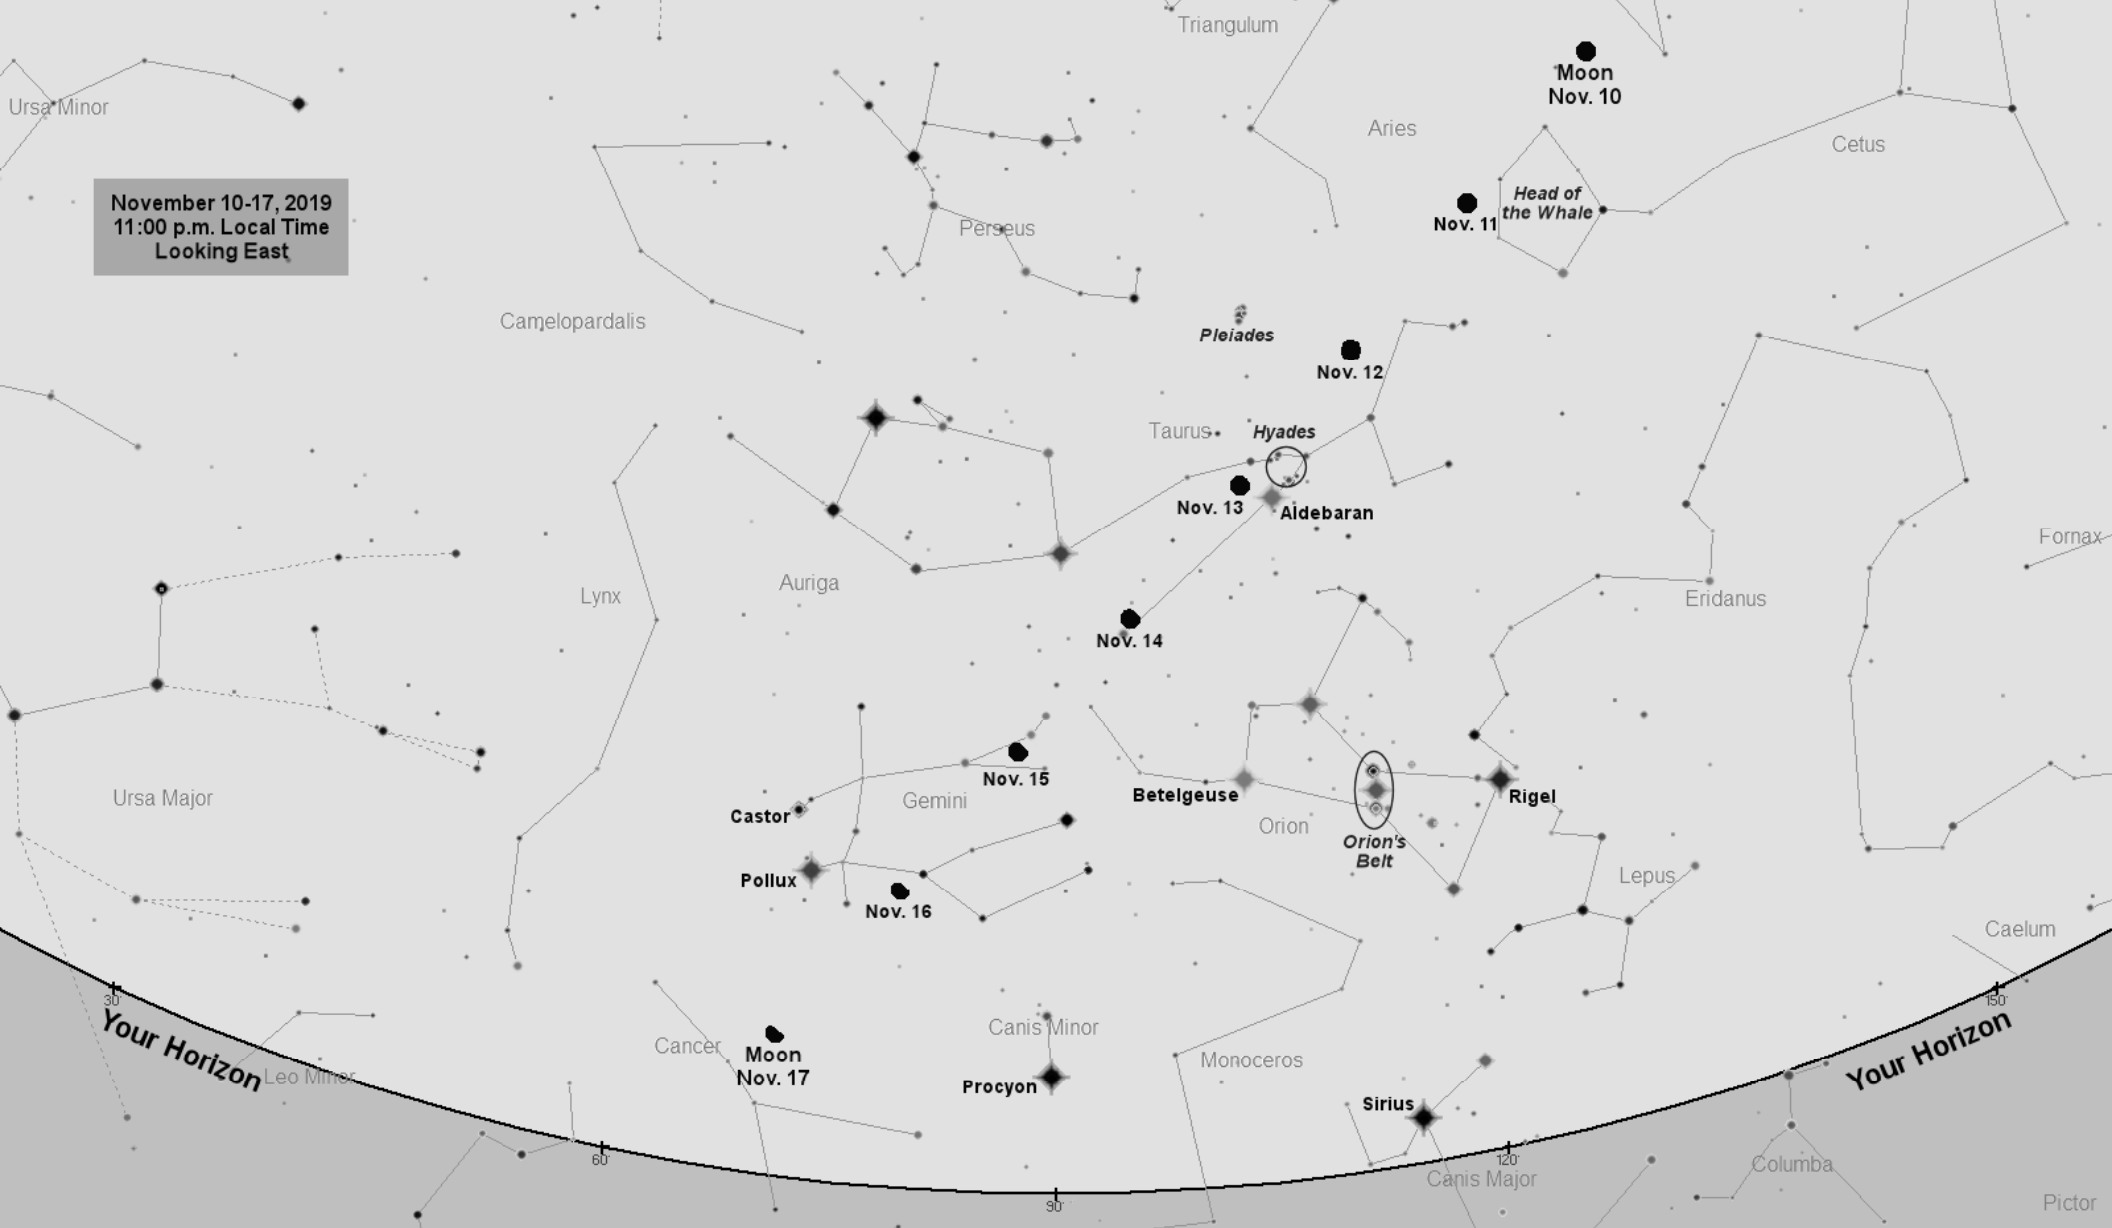 Triangulum
Ursa Minor
Moon
Nov. 10
Aries
Cetus
November 10-17, 2019
11:00 p.m. Local Time
Looking East
Head of
the Whale
Nov. 11
Perseus
Camelopardalis
Pleiades
Nov. 12
Taurus
Hyades
Nov. 13
Aldebaran
Fornax
Auriga
Lynx
Eridanus
Nov. 14
Ursa Major
Nov. 15
Castor
Gemini
Betelgeuse
Rigel
Orion
Orion's
Belt
Pollux
Lepus
Nov. 16
Caelum
30°
150°
Your Horizon
Your Horizon
Canis Minor
Cancer
Moon
Nov. 17
Monoceros
Leo Minor
Procyon
Sirius
60°
120°
Columba
Canis Major
90°
Pictor